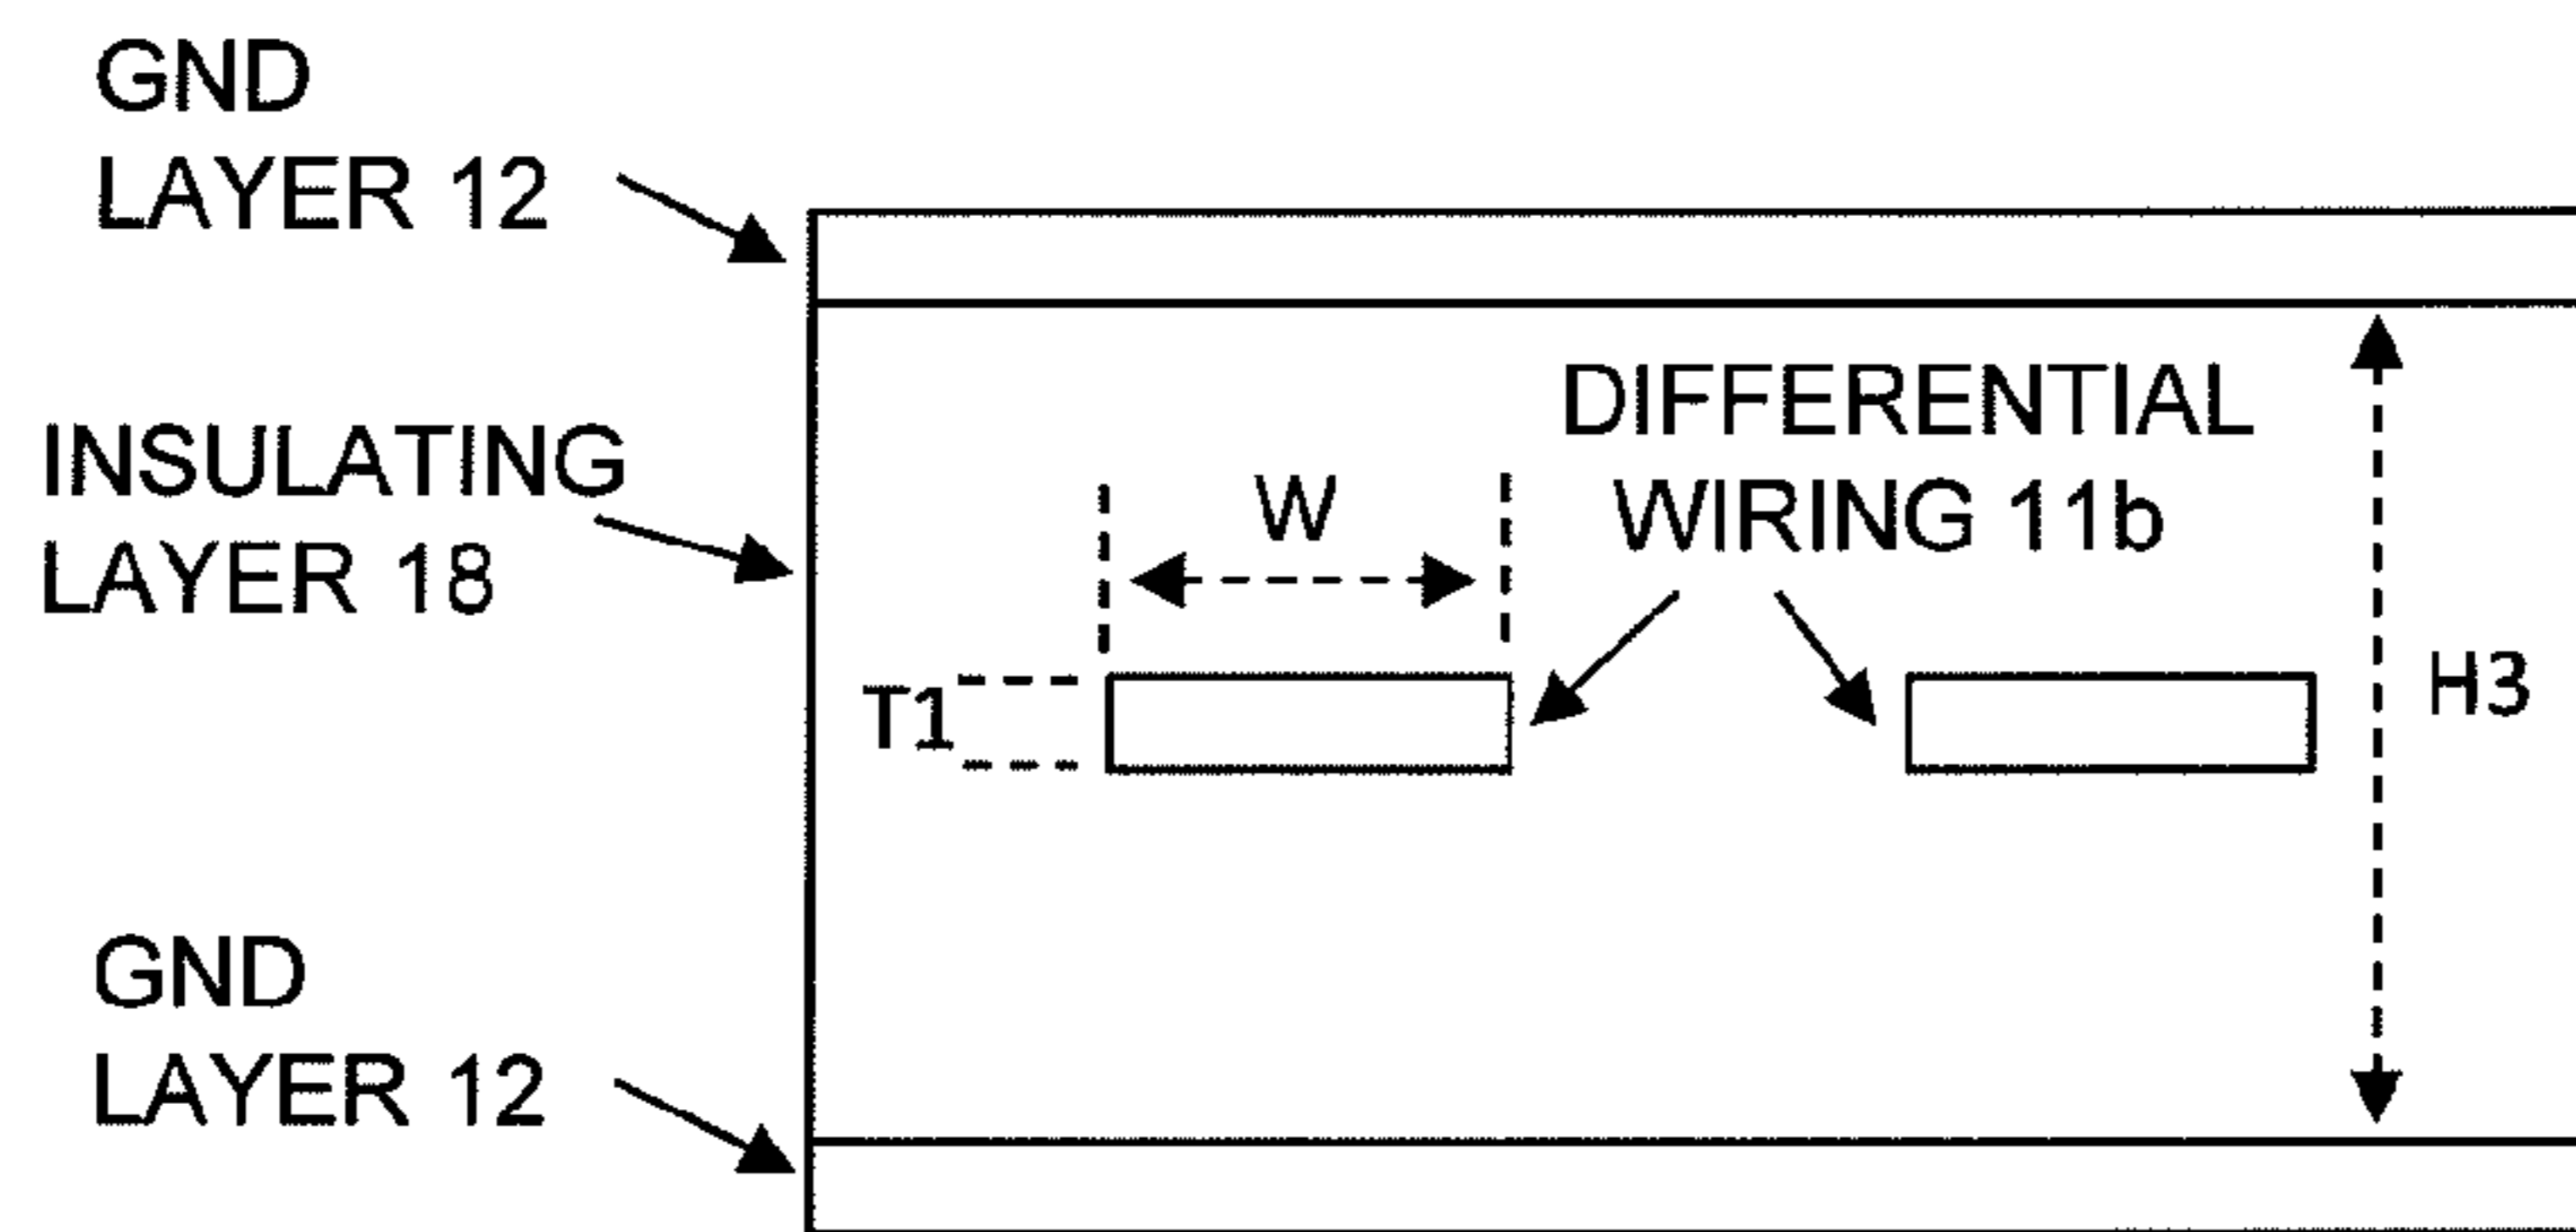 GND
LAYER 12
INSULATING
LAYER 18
DIFFERENTIAL
WIRING 11b
W
T1
H3
GND
LAYER 12